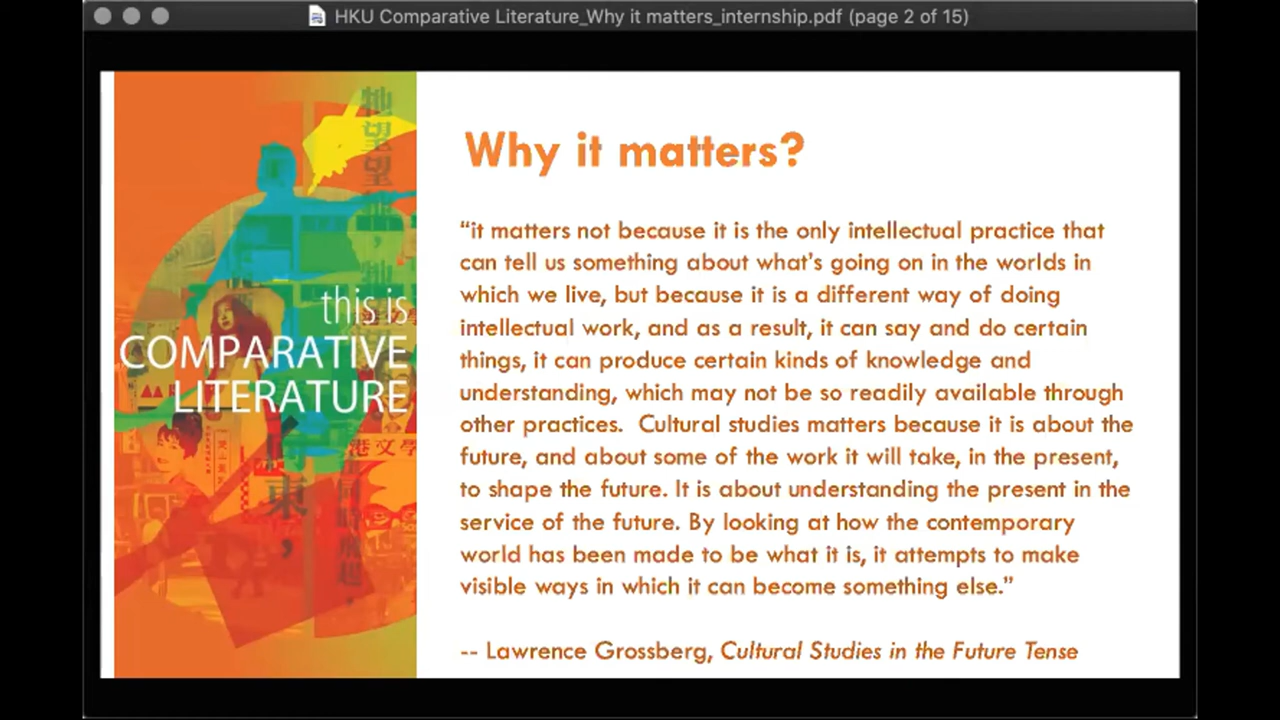 HKU Comparative Literature_Why it matters_internship.pdf (page 2 of 15)
this is
COMPARATIVE
LITERATURE
Why it matters?
“it matters not because it is the only intellectual practice that
can tell us something about what’s going on in the worlds in
which we live, but because it is a different way of doing
intellectual work, and as a result, it can say and do certain
things, it can produce certain kinds of knowledge and
understanding, which may not be so readily available through
other practices.  Cultural studies matters because it is about the
future, and about some of the work it will take, in the present,
to shape the future. It is about understanding the present in the
service of the future. By looking at how the contemporary
world has been made to be what it is, it attempts to make
visible ways in which it can become something else.”
-- Lawrence Grossberg, Cultural Studies in the Future Tense